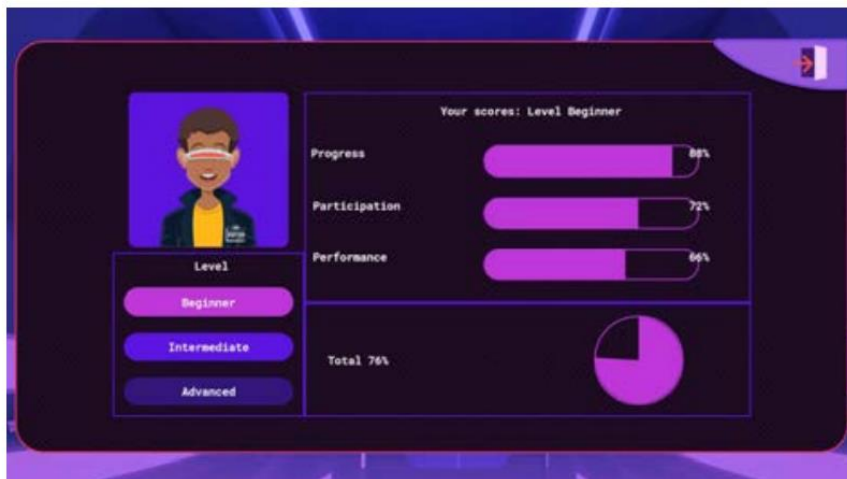 Your scores: Level Beginner
Progress
88%
Participation
72%
Performance
66%
Level
Beginner
Intermediate
Advanced
Total 76%